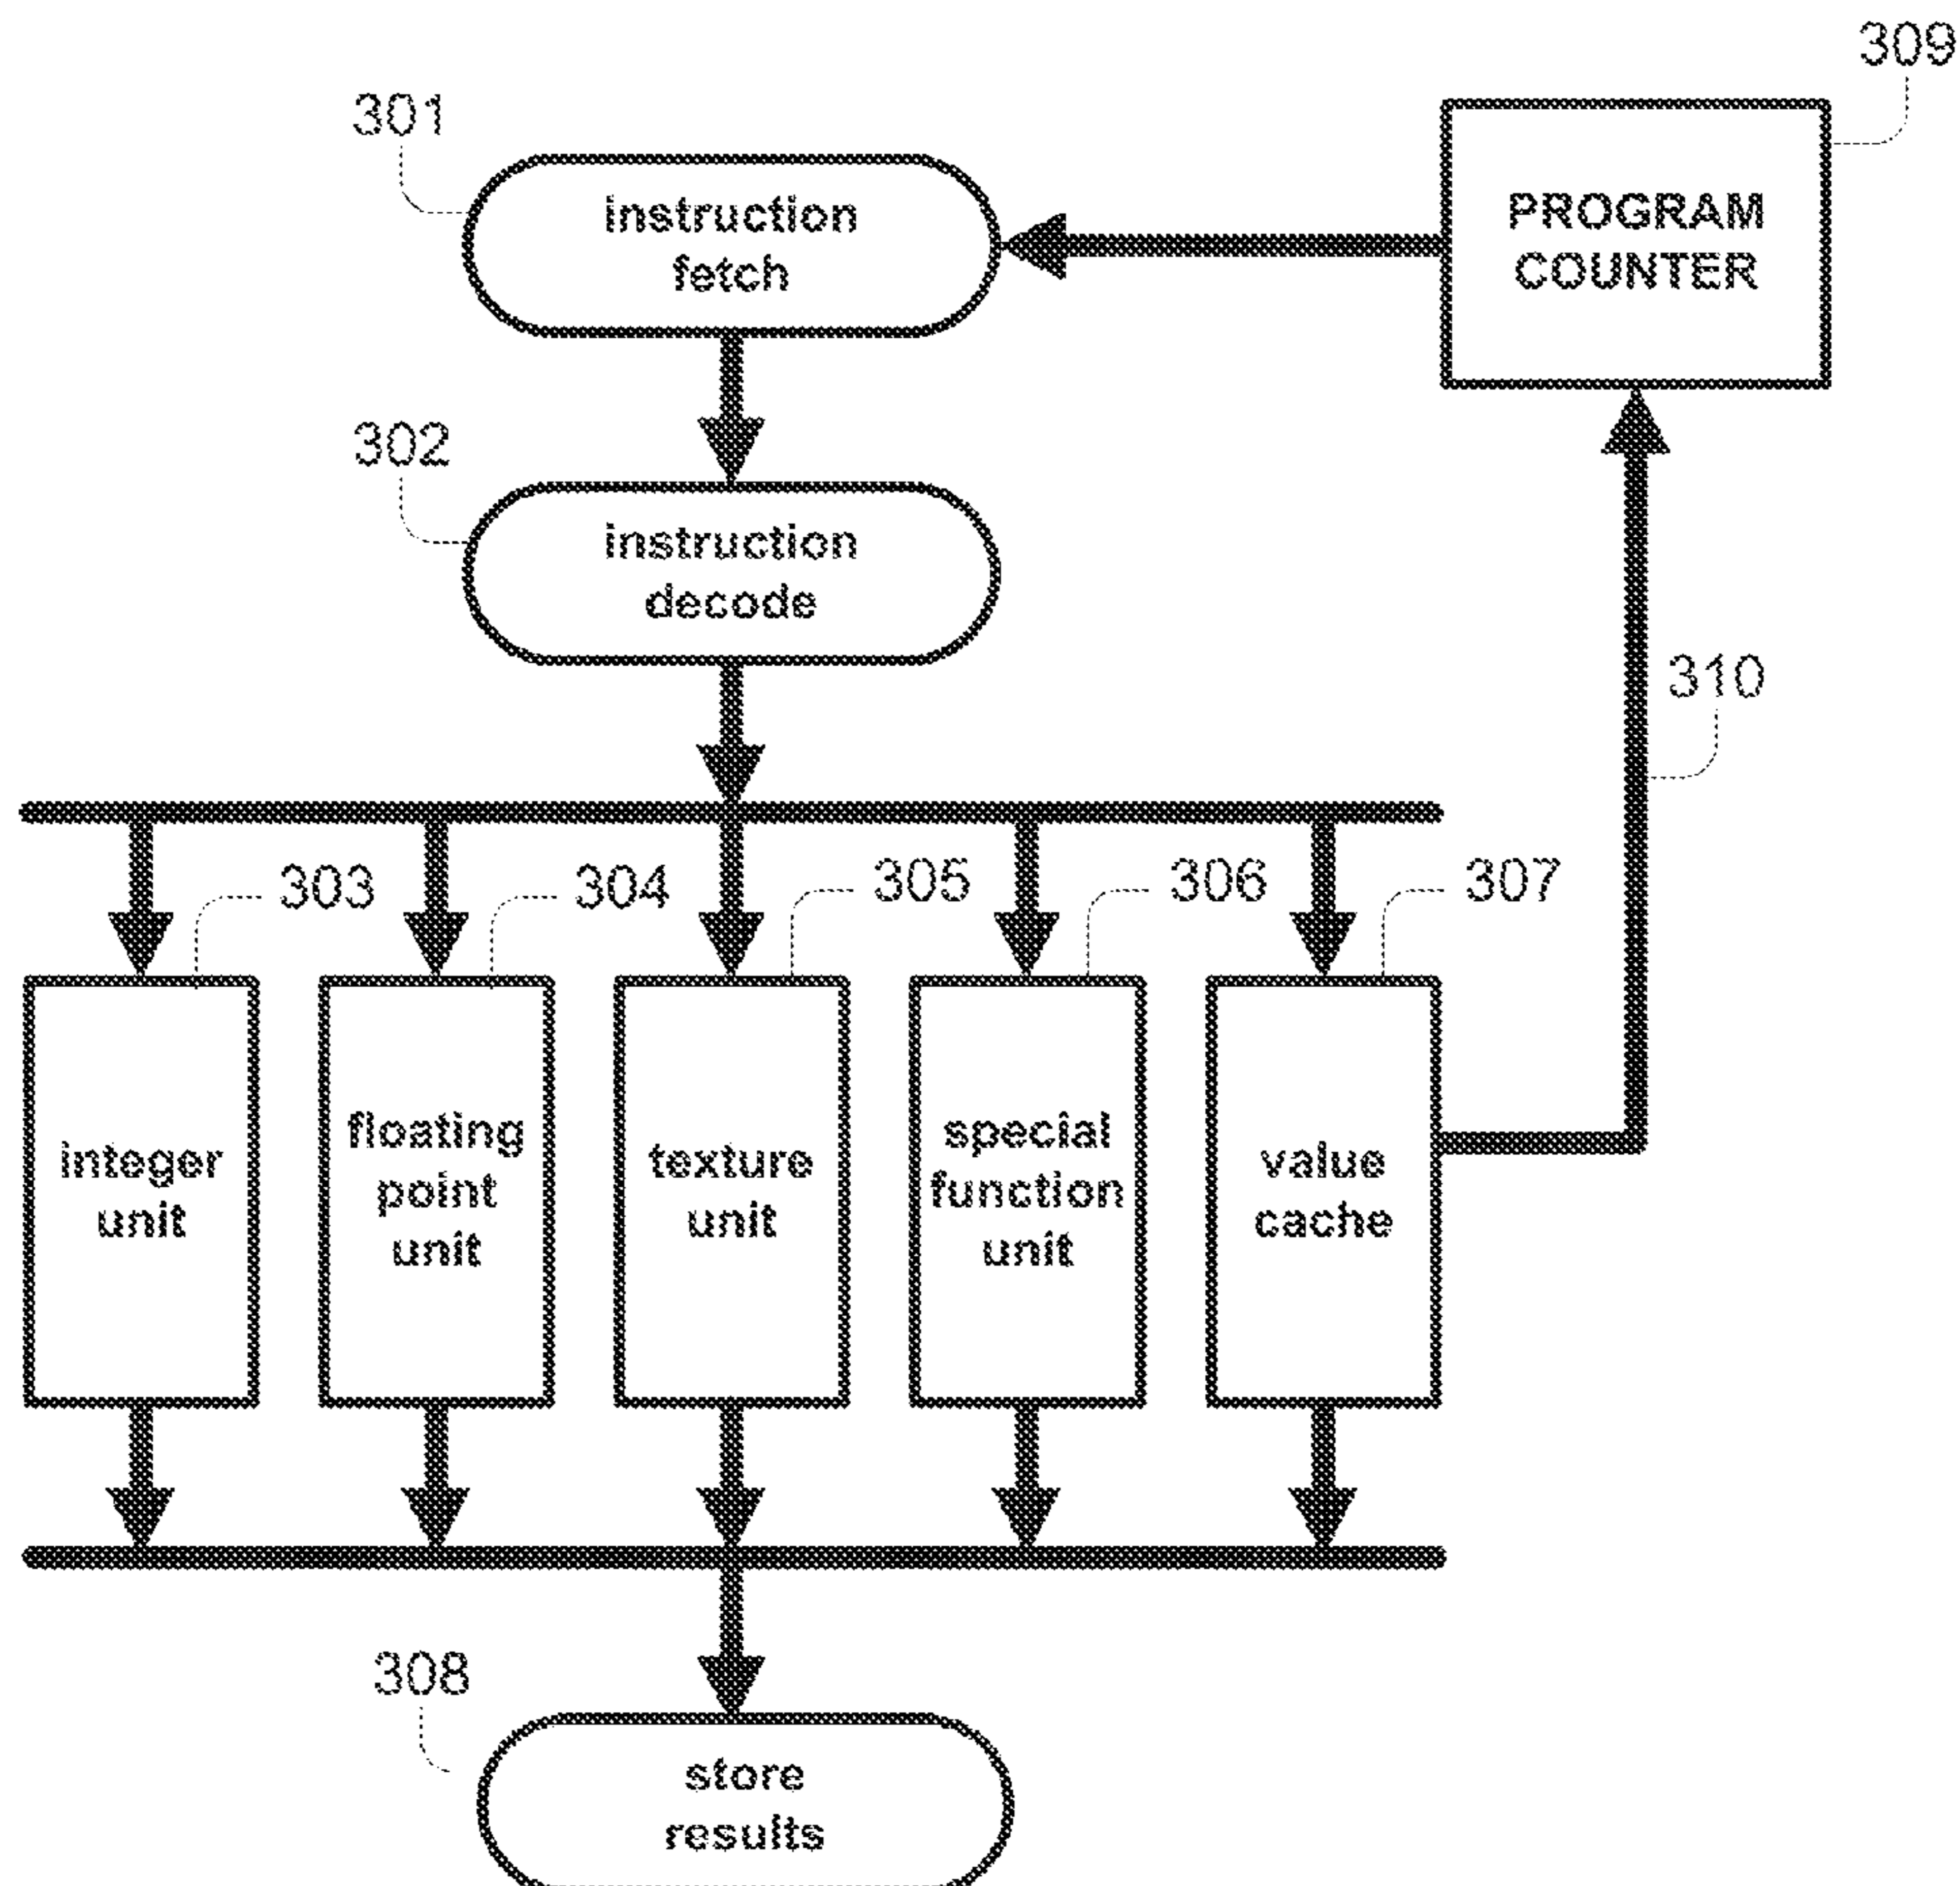 309
301
instruction
fetch
PROGRAM
COUNTER
302
instruction
decode
310
303
304
305
306
307
integer
unit
floating
point
unit
texture
unit
special
function
unit
value
cache
308
store
results